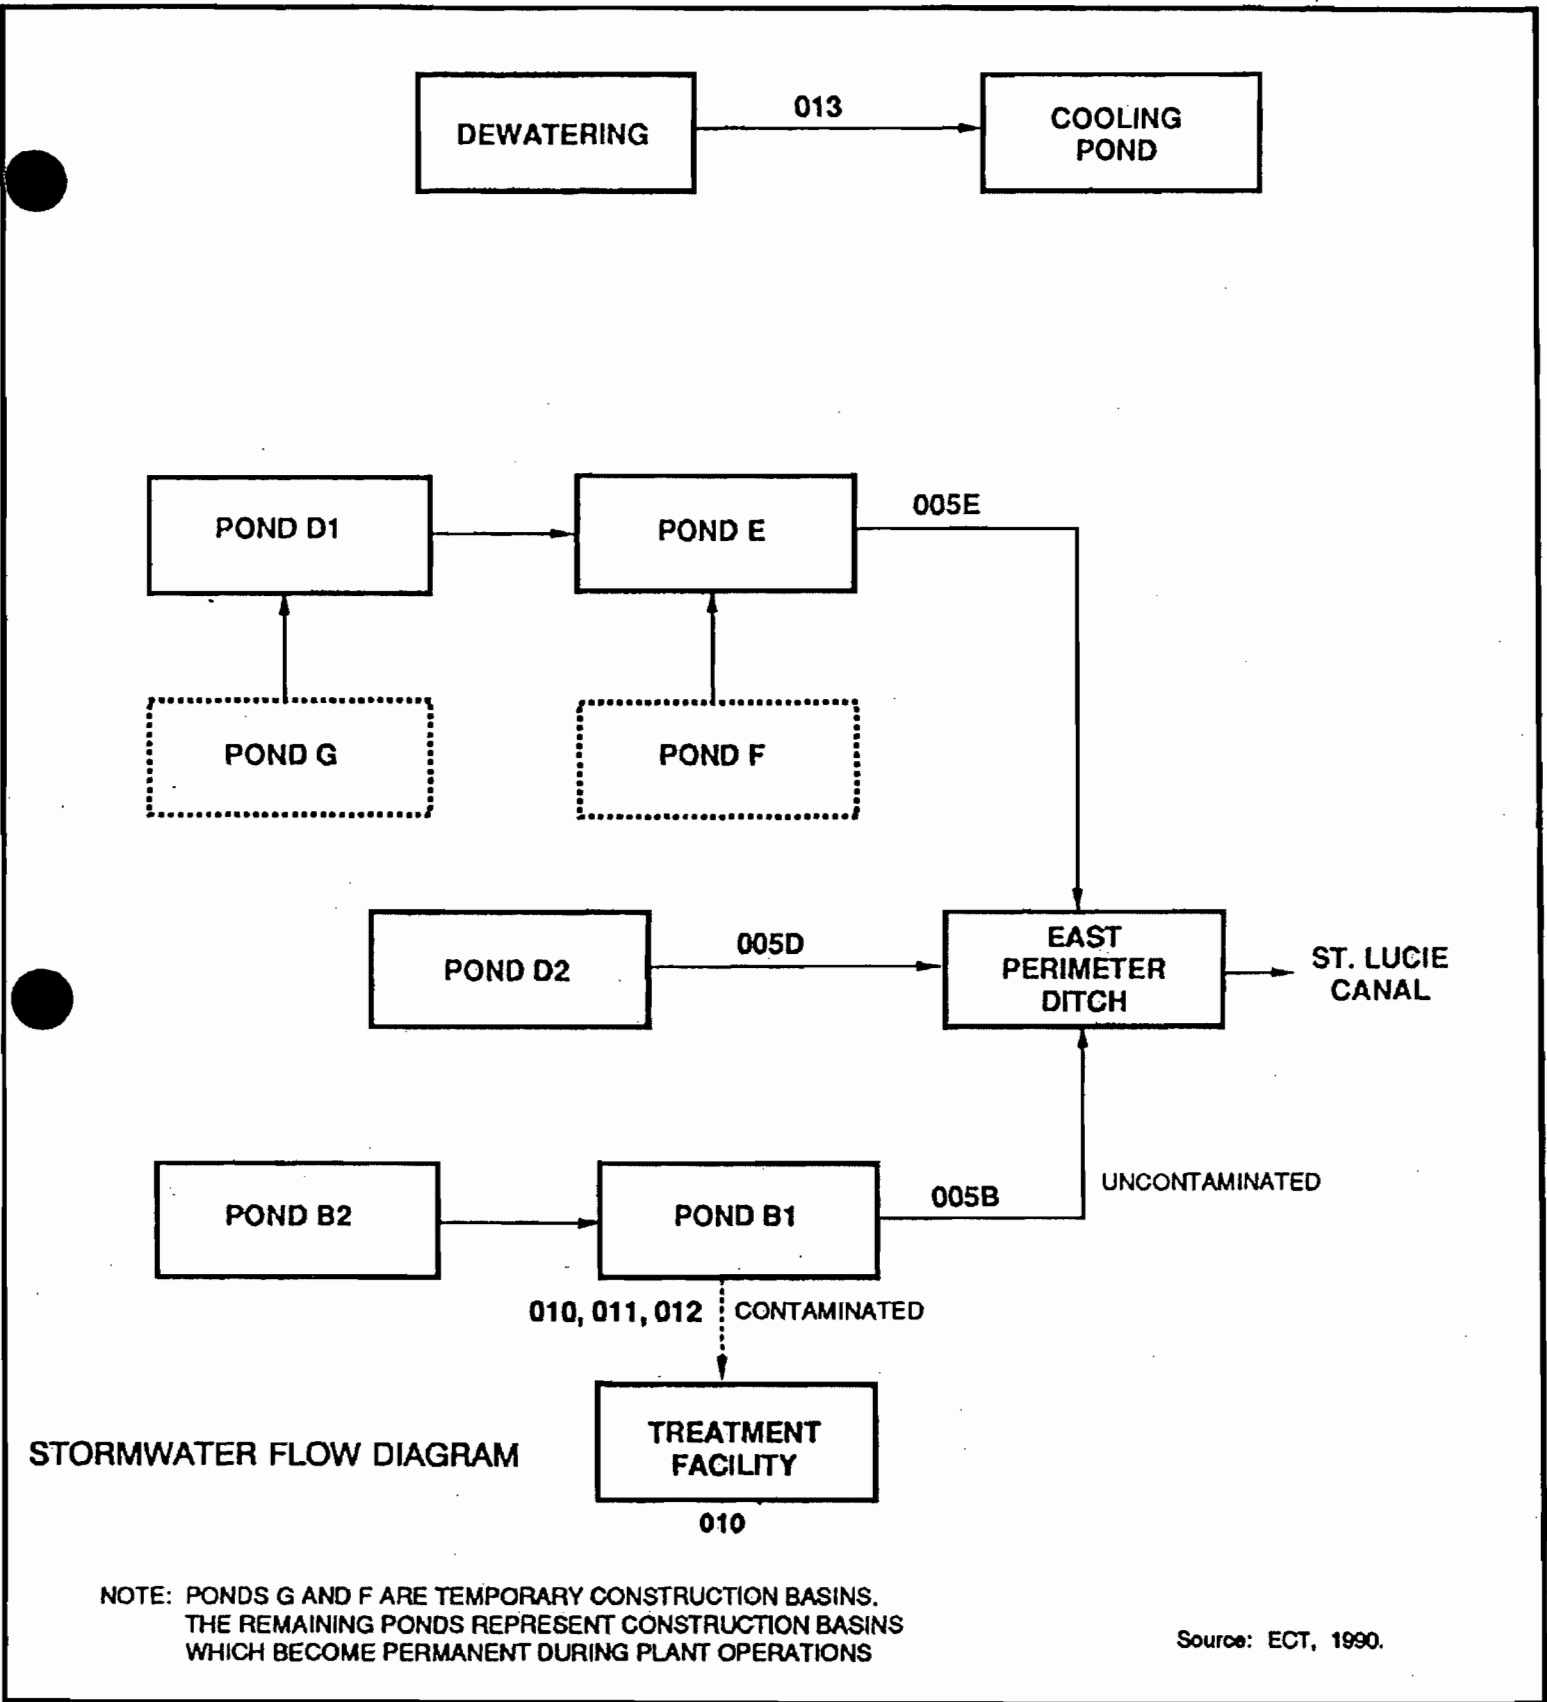 DEWATERING
013
COOLING
POND
POND D1
POND E
005E
POND G
POND F
POND D2
005D
EAST
PERIMETER
DITCH
ST. LUCIE
CANAL
POND B2
POND B1
005B
UNCONTAMINATED
010, 011, 012
CONTAMINATED
TREATMENT
FACILITY
010
STORMWATER FLOW DIAGRAM
NOTE: PONDS G AND F ARE TEMPORARY CONSTRUCTION BASINS.
THE REMAINING PONDS REPRESENT CONSTRUCTION BASINS
WHICH BECOME PERMANENT DURING PLANT OPERATIONS
Source: ECT, 1990.